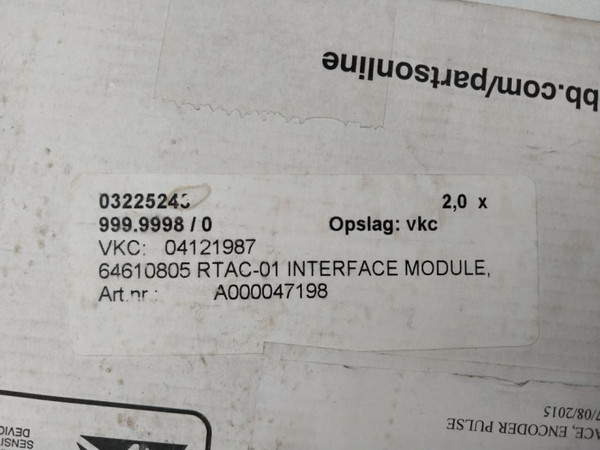 bb.com/partsonline
2,0 x
999.9998 / 0 Opslag: vkc
VKC: 04121987
64610805 RTAC-01 INTERFACE MODULE,
Art.nr : A000047198
7/08/2015
ACE, ENCODER PULSE